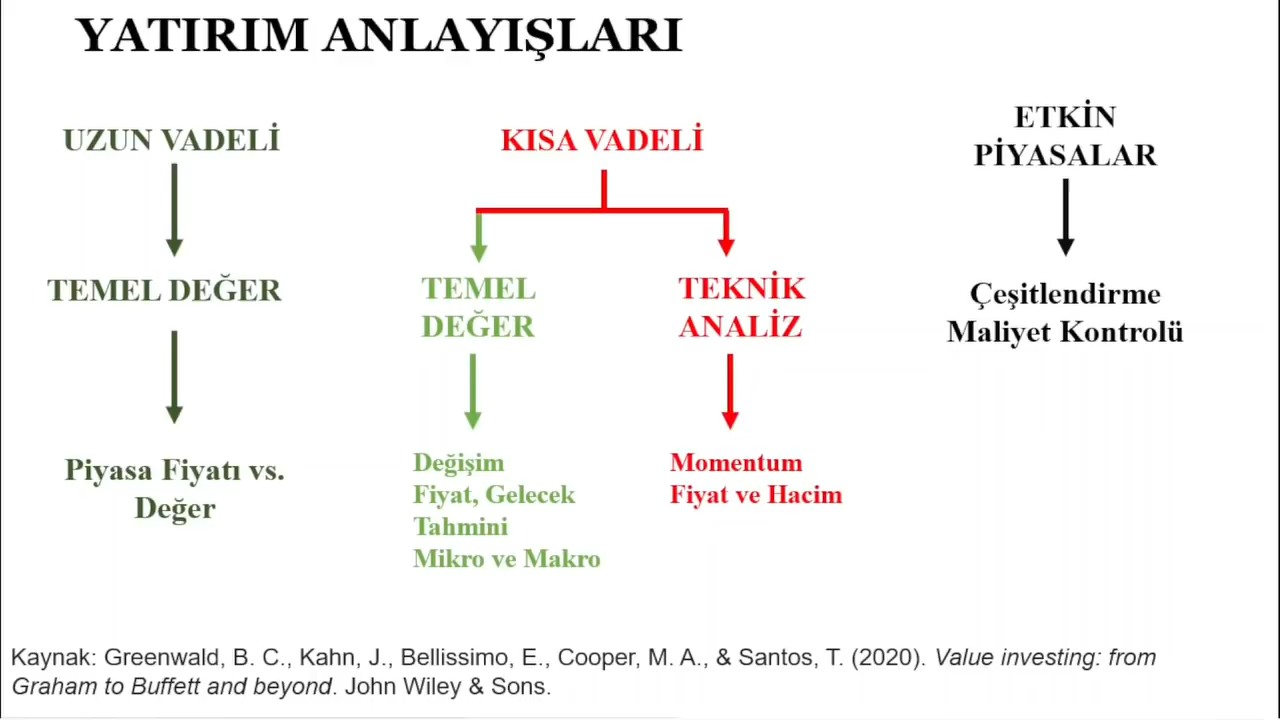 YATIRIM ANLAYIŞLARI
UZUN VADELİ
TEMEL DEĞER
Piyasa Fiyatı vs.
Değer
KISA VADELİ
TEMEL
DEĞER
Değişim
Fiyat, Gelecek
Tahmini
Mikro ve Makro
TEKNİK
ANALİZ
Momentum
Fiyat ve Hacim
ETKİN
PİYASALAR
Çeşitlendirme
Maliyet Kontrolü
Kaynak: Greenwald, B. C., Kahn, J., Bellissimo, E., Cooper, M. A., & Santos, T. (2020). Value investing: from
Graham to Buffett and beyond. John Wiley & Sons.